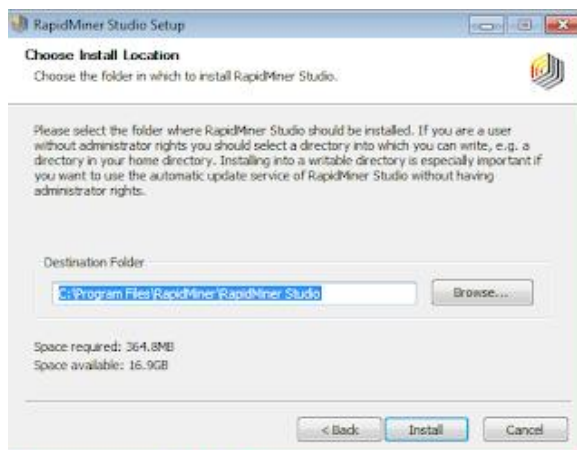 RapidMiner Studio Setup
Choose Install Location
Choose the folder in which to install RapidMiner Studio.
Please select the folder where RapidMiner Studio should be installed. If you are a user
without administrator rights you should select a directory into which you can write, e.g. a
directory in your home directory. Installing into a writable directory is especially important if
you want to use the automatic update service of RapidMiner Studio without having
administrator rights.
Destination Folder
C:\Program Files\RapidMiner\RapidMiner Studio
Browse...
Space required: 364.8MB
Space available: 16.9GB
< Back
Install
Cancel